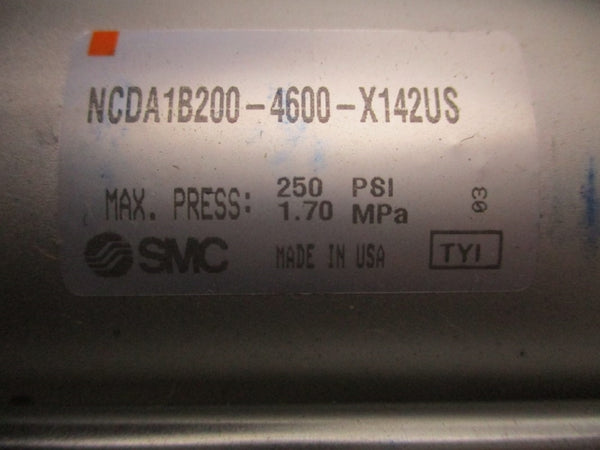 NCDA1B200-4600-X142US
MAX. PRESS: 250 PSI
1.70 MPa
03
SMC MADE IN USA TYI